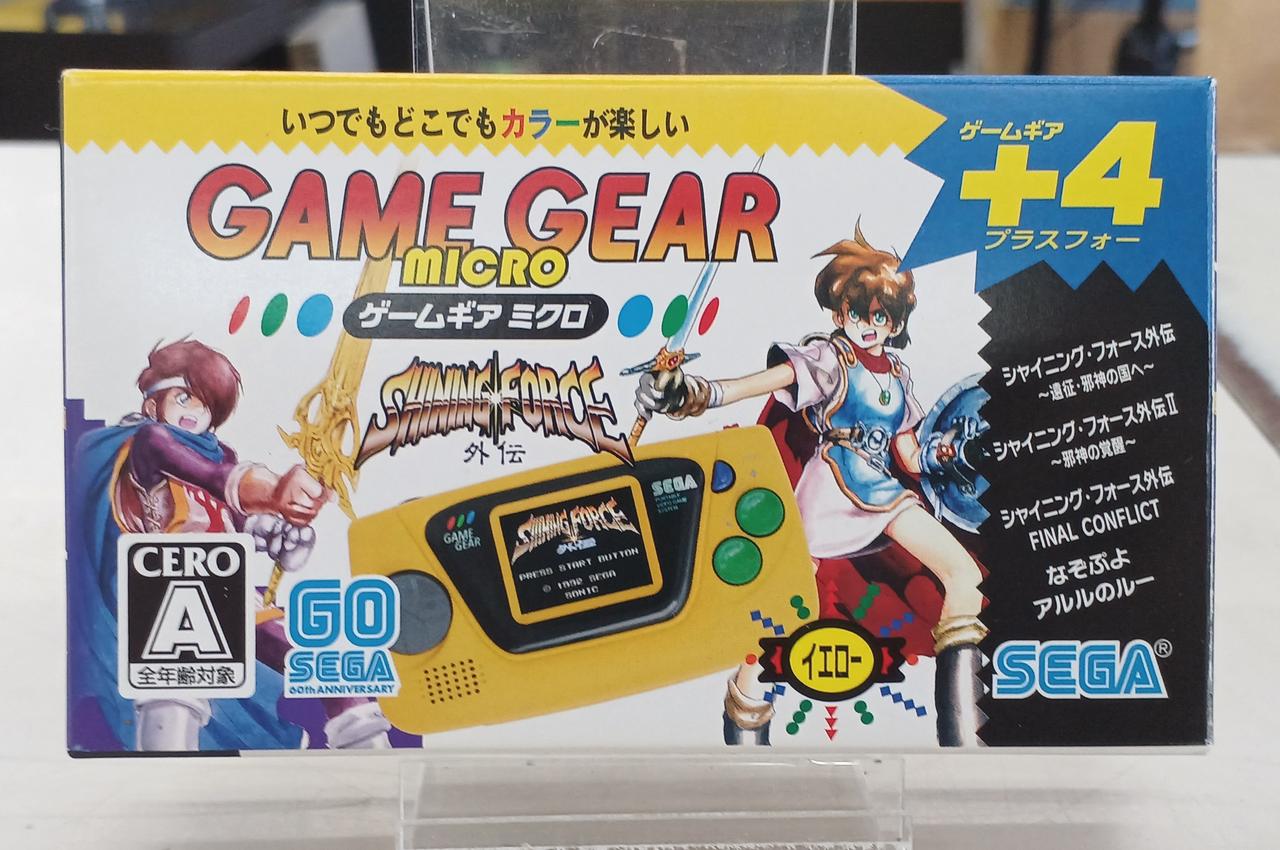 いつでもどこでもカラーが楽しい
GAME GEAR
MICRO
ゲームギア ミクロ
SHINING FORCE
外伝
ゲームギア
+4
プラスフォー
シャイニング・フォース外伝
〜遠征・邪神の国へ〜
シャイニング・フォース外伝II
〜邪神の覚醒〜
シャイニング・フォース外伝
FINAL CONFLICT
なぞぷよ
アルルのルー
SEGA®
GAME
GEAR
SHINING FORCE
外伝
PRESS START BUTTON
© 1992 SEGA
SONIC
SEGA
PORTABLE
VIDEO GAME
SYSTEM
イエロー
CERO
A
全年齢対象
GO
SEGA
60th ANNIVERSARY